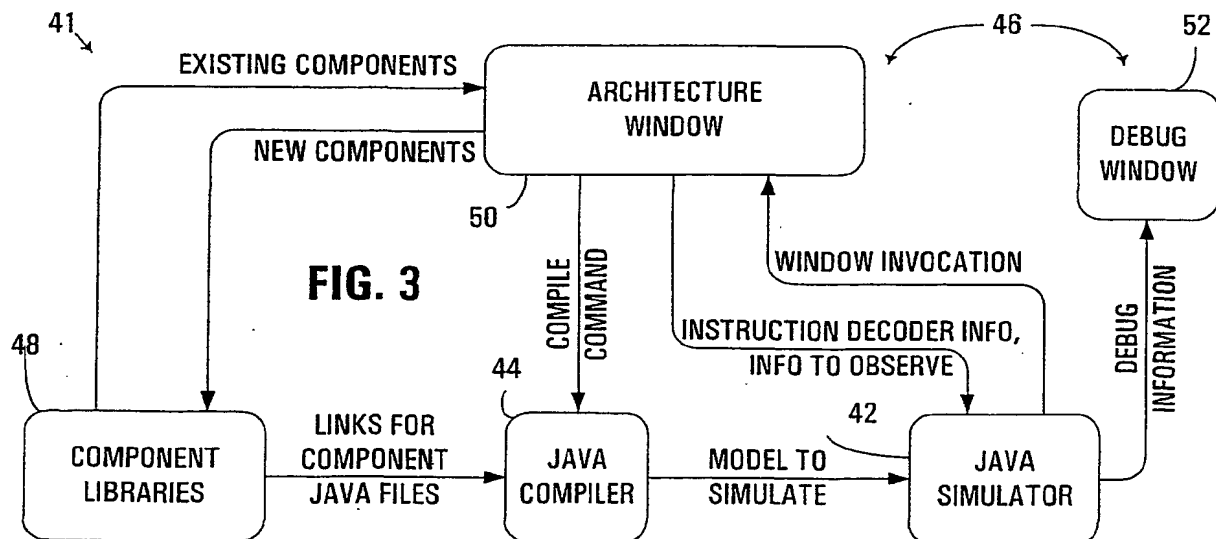 41
EXISTING COMPONENTS
NEW COMPONENTS
ARCHITECTURE
WINDOW
50
46
52
DEBUG
WINDOW
FIG. 3
COMPILE
COMMAND
WINDOW INVOCATION
INSTRUCTION DECODER INFO,
INFO TO OBSERVE
DEBUG
INFORMATION
48
COMPONENT
LIBRARIES
LINKS FOR
COMPONENT
JAVA FILES
44
JAVA
COMPILER
MODEL TO
SIMULATE
42
JAVA
SIMULATOR